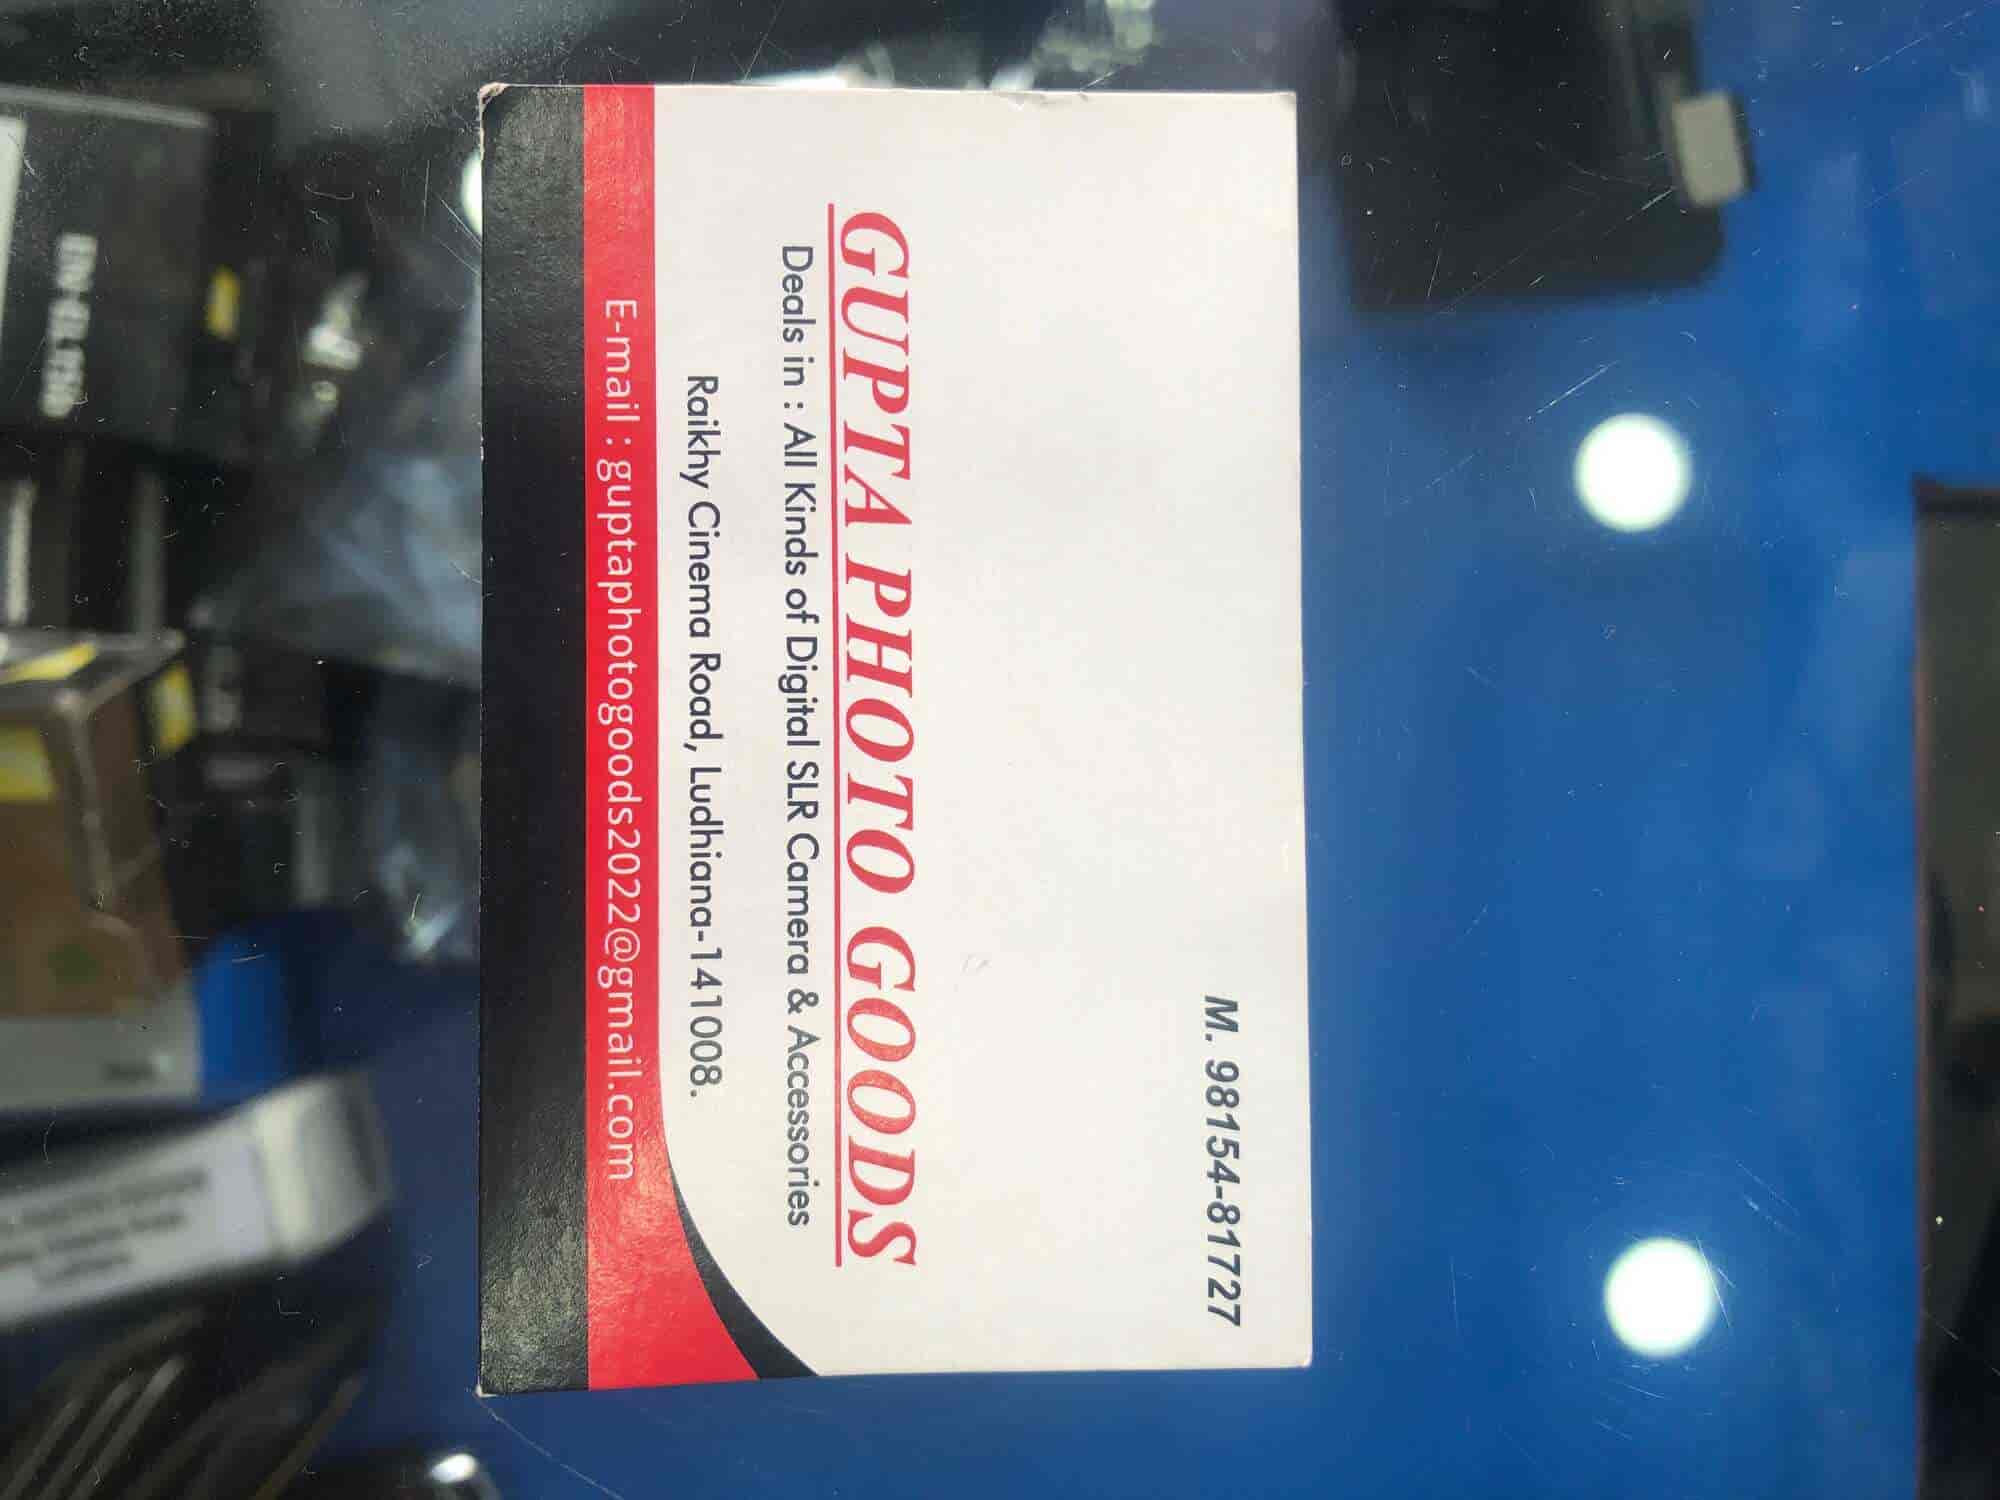 M. 98154-81727
GUPTA PHOTO GOODS
Deals in : All Kinds of Digital SLR Camera & Accessories
Raikhy Cinema Road, Ludhiana-141008.
E-mail : guptaphotogoods2022@gmail.com